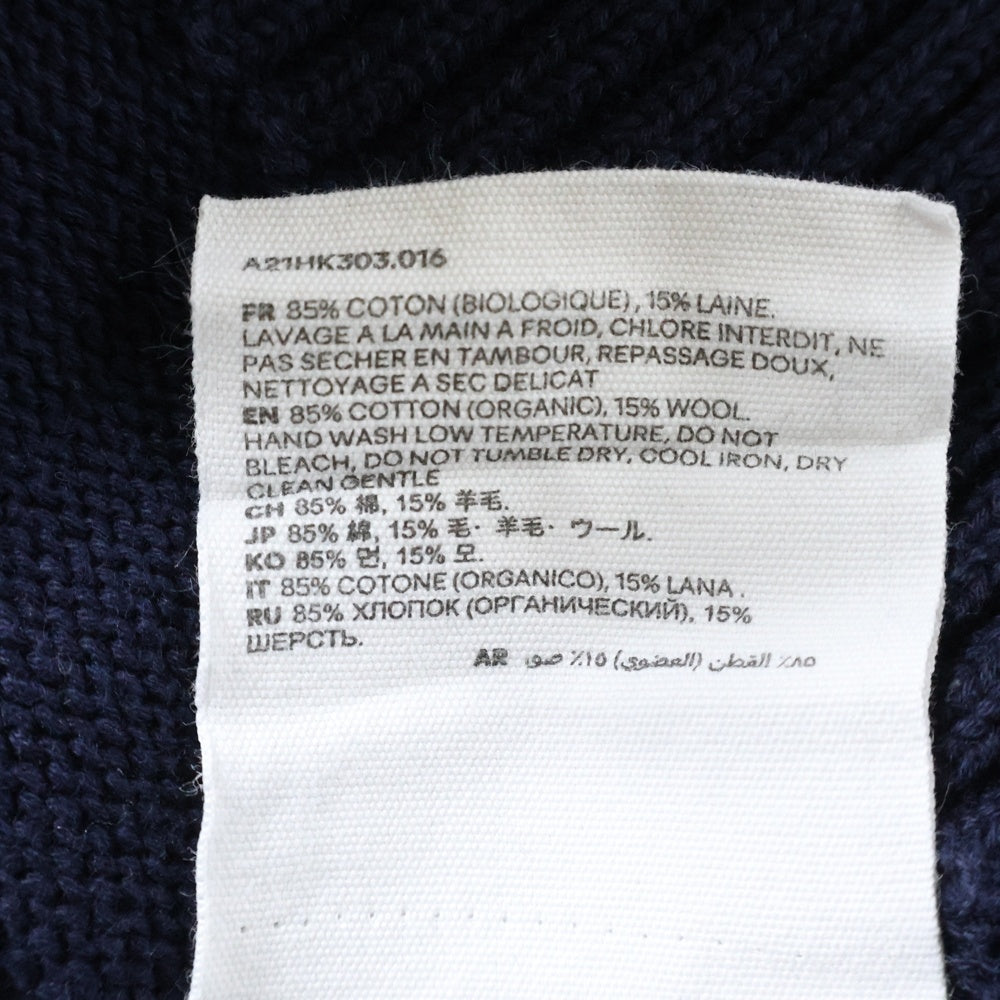 A21HK303.016
FR 85% COTON (BIOLOGIQUE), 15% LAINE.
LAVAGE A LA MAIN A FROID, CHLORE INTERDIT, NE
PAS SECHER EN TAMBOUR, REPASSAGE DOUX,
NETTOYAGE A SEC DELICAT
EN 85% COTTON (ORGANIC), 15% WOOL.
HAND WASH LOW TEMPERATURE, DO NOT
BLEACH, DO NOT TUMBLE DRY, COOL IRON, DRY
CLEAN GENTLE
CH 85% 棉, 15% 羊毛.
JP 85% 綿, 15% 毛· 羊毛· ウール.
KO 85% 면, 15% 모.
IT 85% COTONE (ORGANICO), 15% LANA .
RU 85% ХЛОПОК (ОРГАНИЧЕСКИЙ), 15%
ШЕРСТЬ.
AR ٨٥٪ القطن (العضوي) ١٥٪ صو